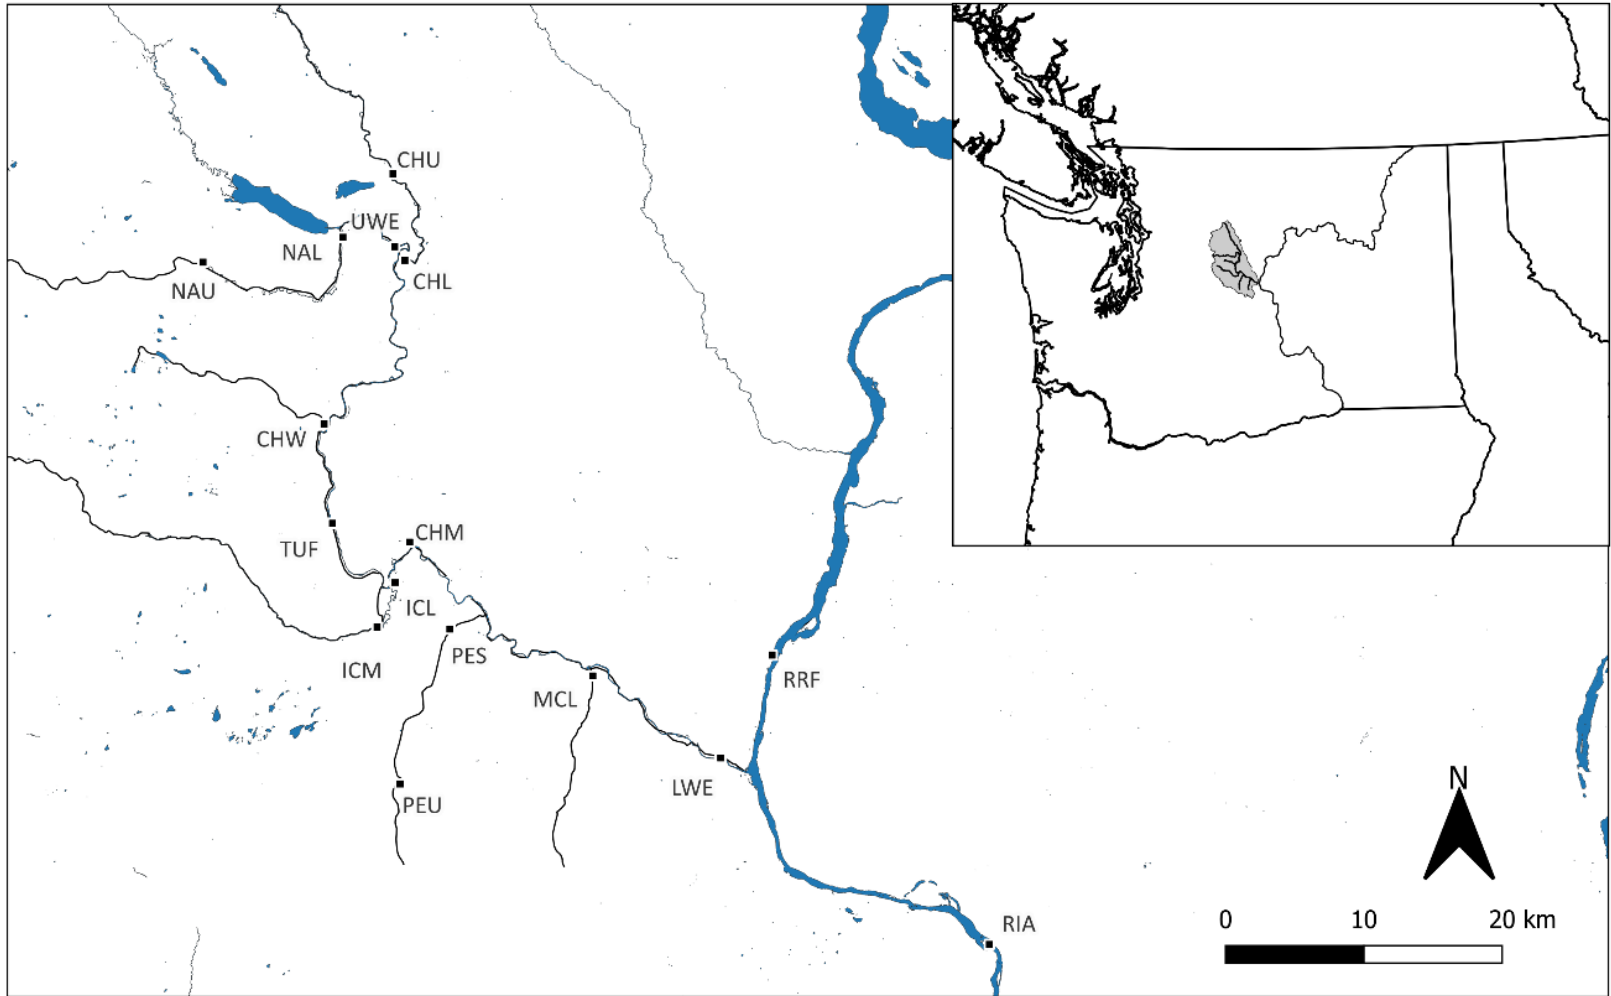 CHU
UWE
NAL
CHL
NAU
CHW
CHM
TUF
ICL
PES
ICM
RRF
MCL
LWE
PEU
N
0 10 20 km
RIA